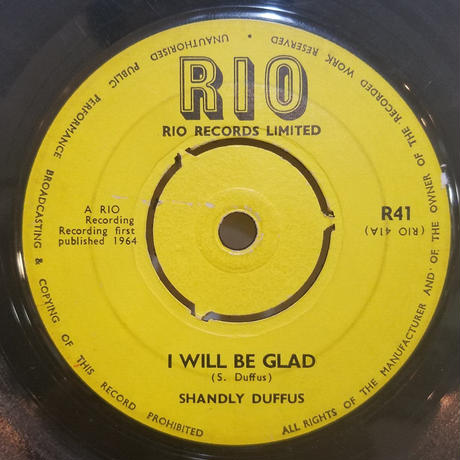 RIO
RIO RECORDS LIMITED
A RIO
Recording
Recording first
published 1964
R41
(RIO 41A)
I WILL BE GLAD
(S. Duffus)
SHANDLY DUFFUS
ALL RIGHTS OF THE MANUFACTURER AND OF THE OWNER OF THE RECORDED WORK RESERVED
UNAUTHORISED PUBLIC PERFORMANCE BROADCASTING & COPYING OF THIS RECORD PROHIBITED